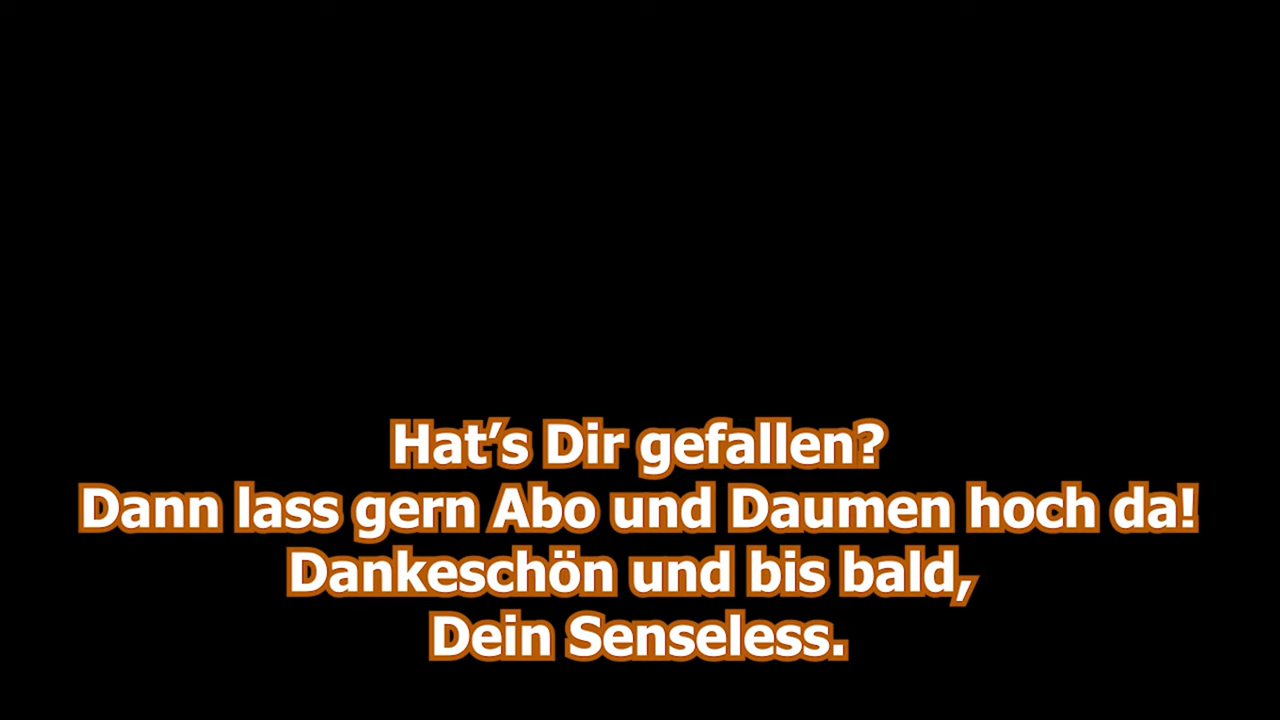 Hat’s Dir gefallen?
Dann lass gern Abo und Daumen hoch da!
Dankeschön und bis bald,
Dein Senseless.